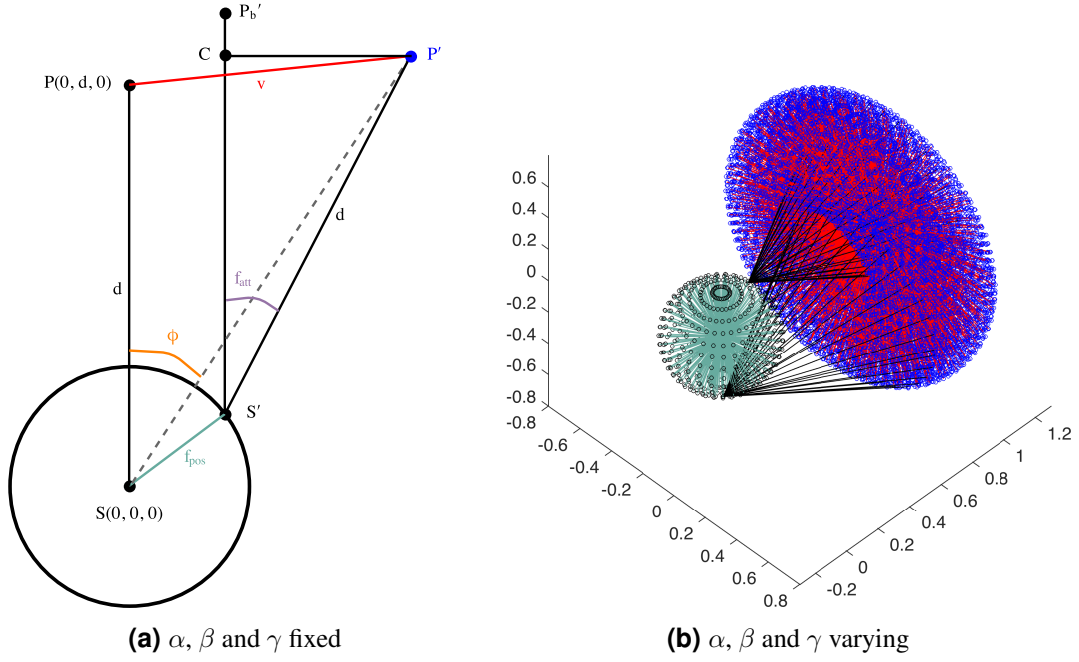 P_b′
C
P′
P(0, d, 0)
v
d
d
f_att
ϕ
S′
f_pos
S(0, 0, 0)
(a) α, β and γ fixed
0.6
0.4
0.2
0
-0.2
-0.4
-0.6
-0.8
-0.8
-0.6
-0.4
-0.2
0
0.2
0.4
0.6
0.8
-0.2
0
0.2
0.4
0.6
0.8
1
1.2
(b) α, β and γ varying